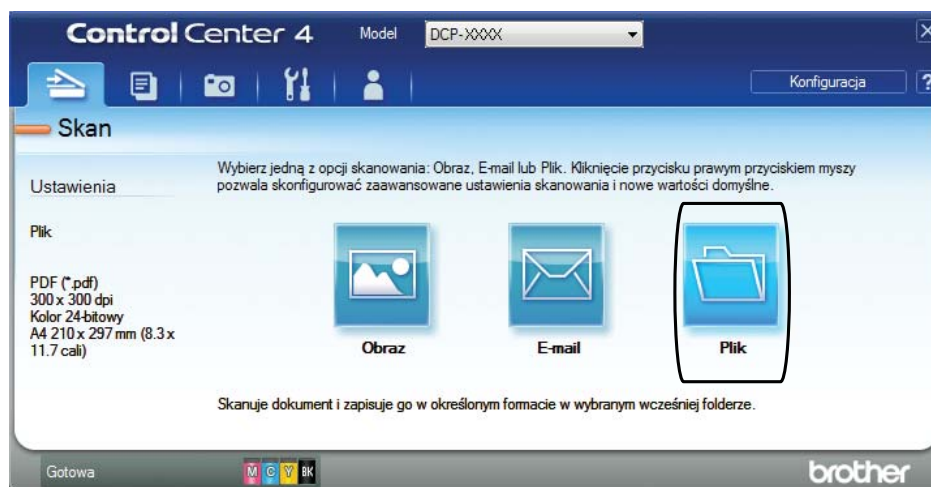 Control Center 4
Model
DCP-XXXX
Konfiguracja
?
Skan
Ustawienia
Plik
PDF (*.pdf)
300 x 300 dpi
Kolor 24-bitowy
A4 210 x 297 mm (8.3 x
11.7 cali)
Wybierz jedną z opcji skanowania: Obraz, E-mail lub Plik. Kliknięcie przycisku prawym przyciskiem myszy
pozwala skonfigurować zaawansowane ustawienia skanowania i nowe wartości domyślne.
Obraz
E-mail
Plik
Skanuje dokument i zapisuje go w określonym formacie w wybranym wcześniej folderze.
Gotowa
M C Y BK
brother